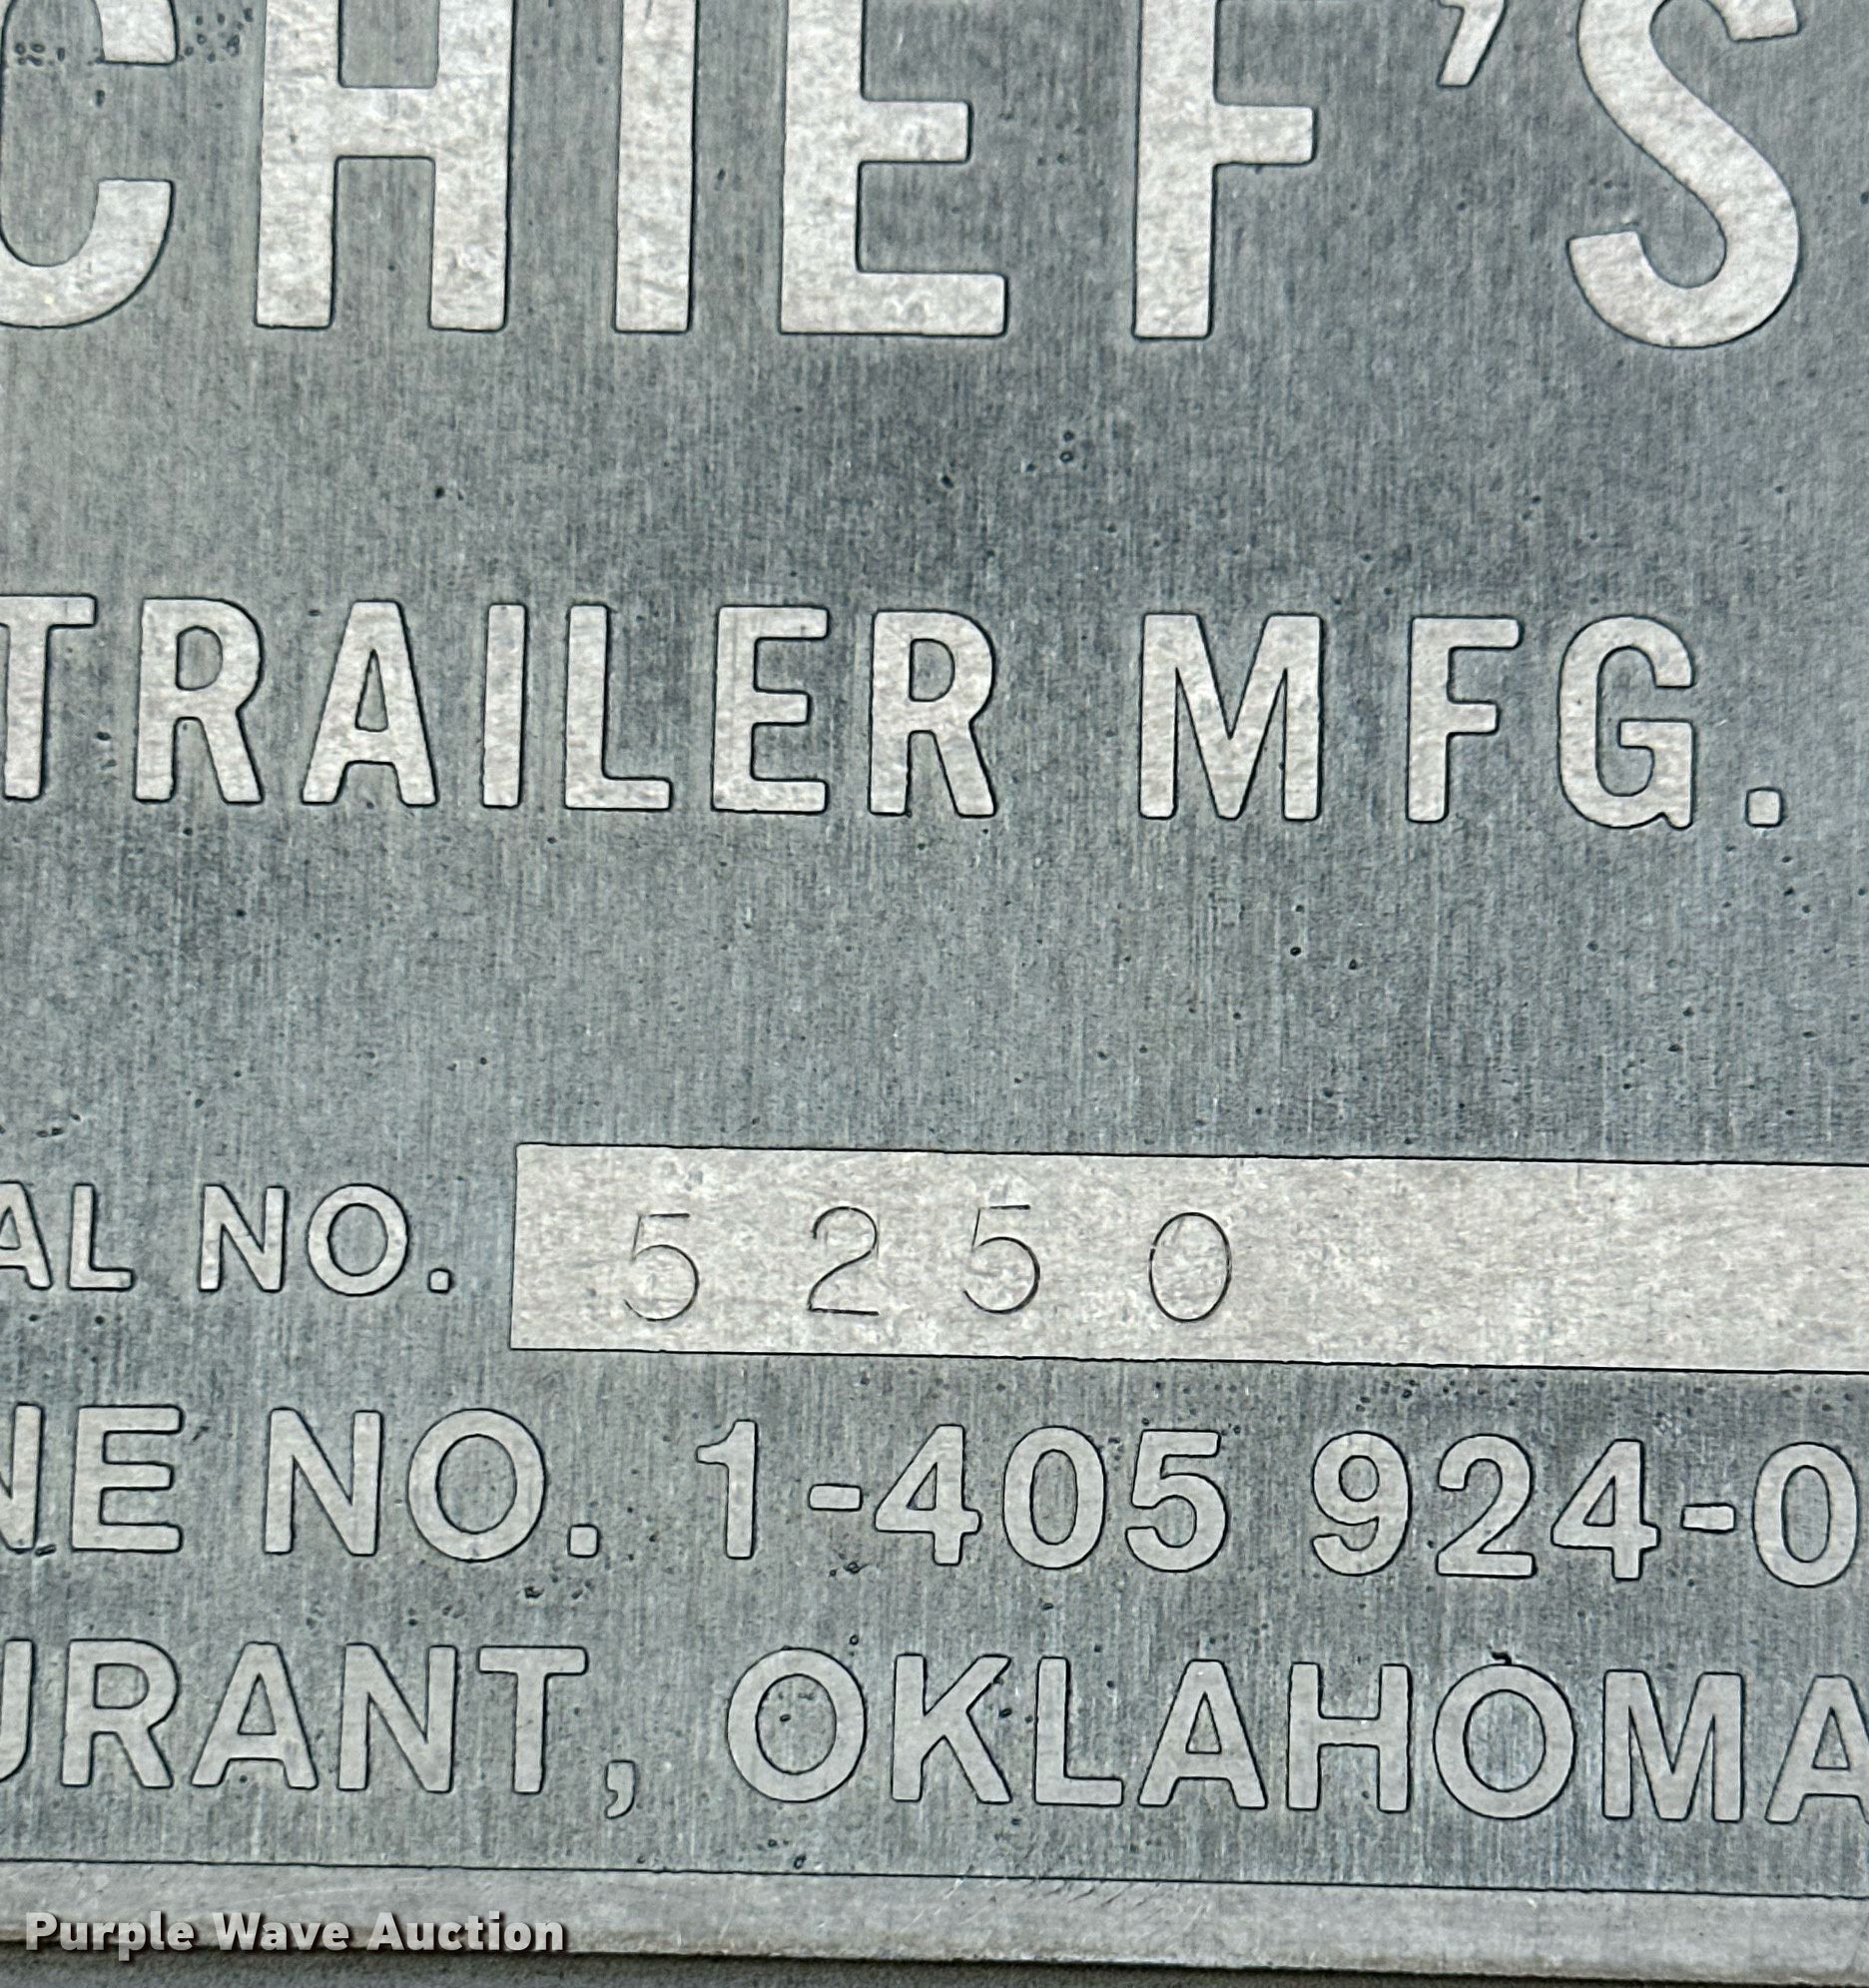 CHIEF'S
TRAILER MFG.
AL NO. 5250
NE NO. 1-405 924-0
URANT, OKLAHOMA
Purple Wave Auction